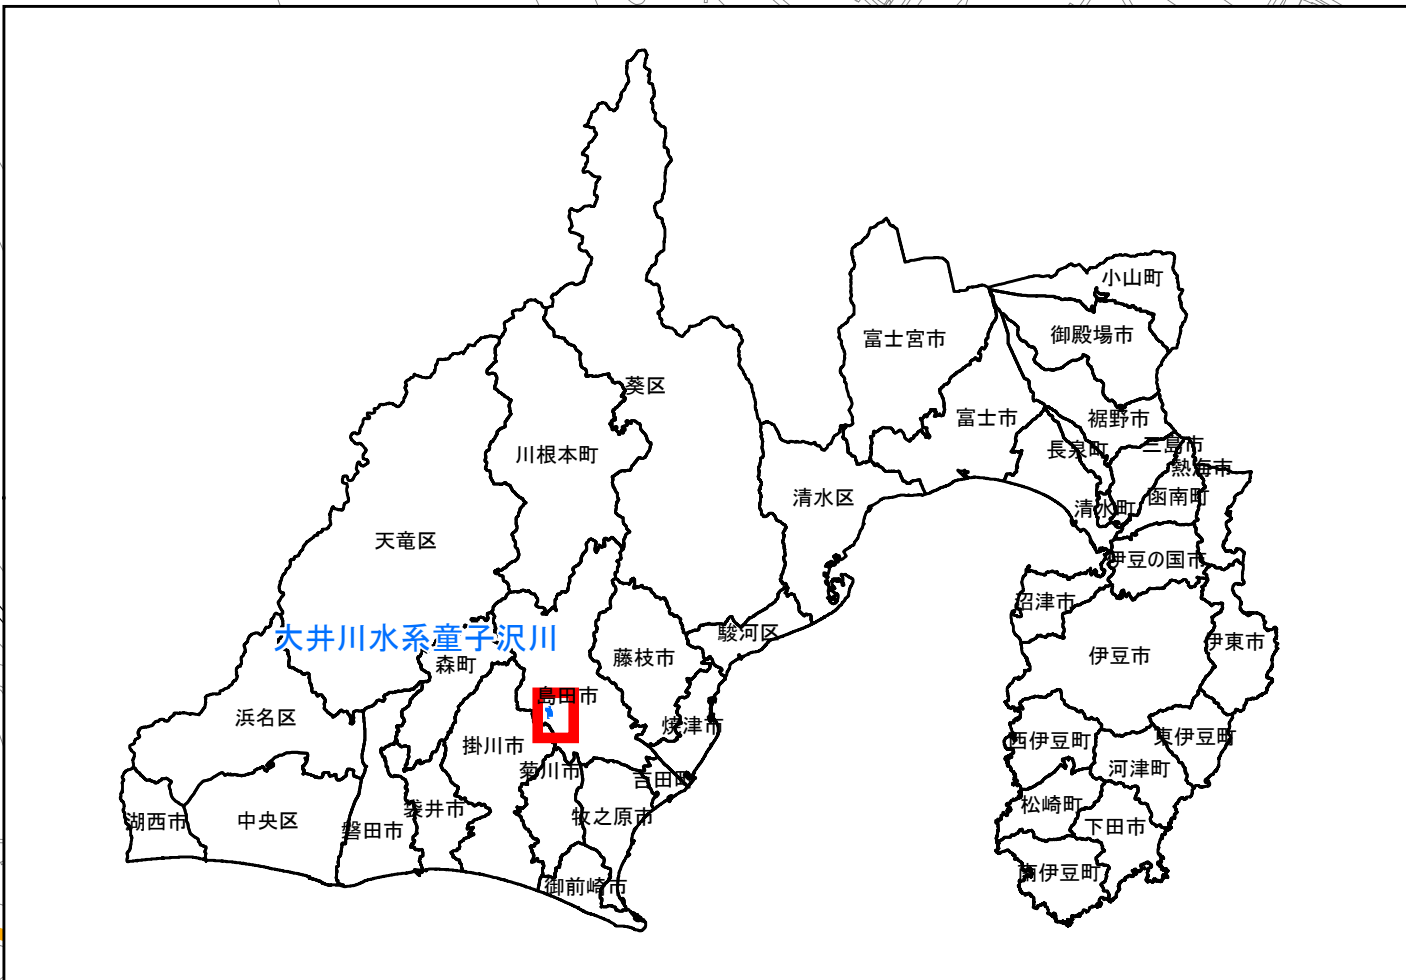 小山町
富士宮市
御殿場市
葵区
富士市
裾野市
川根本町
長泉町
三島市
熱海市
清水区
函南町
清水町
天竜区
伊豆の国市
沼津市
駿河区
大井川水系童子沢川
伊東市
藤枝市
伊豆市
森町
島田市
浜名区
焼津市
東伊豆町
西伊豆町
掛川市
河津町
菊川市
吉田町
松崎町
袋井市
牧之原市
湖西市
中央区
下田市
磐田市
南伊豆町
御前崎市